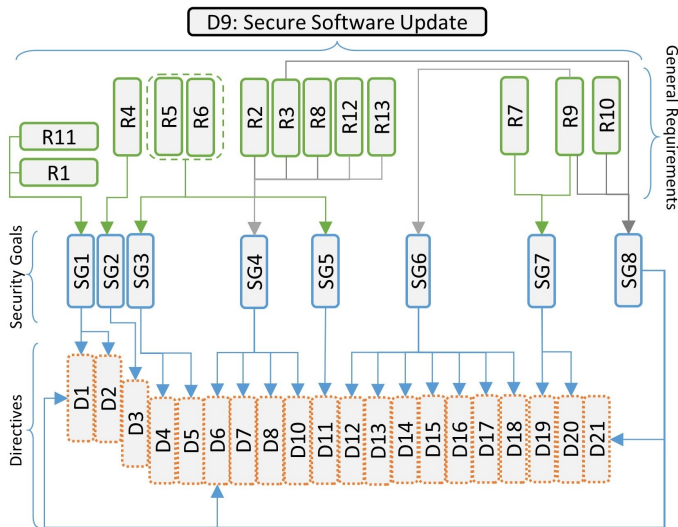 D9: Secure Software Update
General Requirements
R11
R1
R4
R5
R6
R2
R3
R8
R12
R13
R7
R9
R10
Security Goals
SG1
SG2
SG3
SG4
SG5
SG6
SG7
SG8
Directives
D1
D2
D3
D4
D5
D6
D7
D8
D10
D11
D12
D13
D14
D15
D16
D17
D18
D19
D20
D21